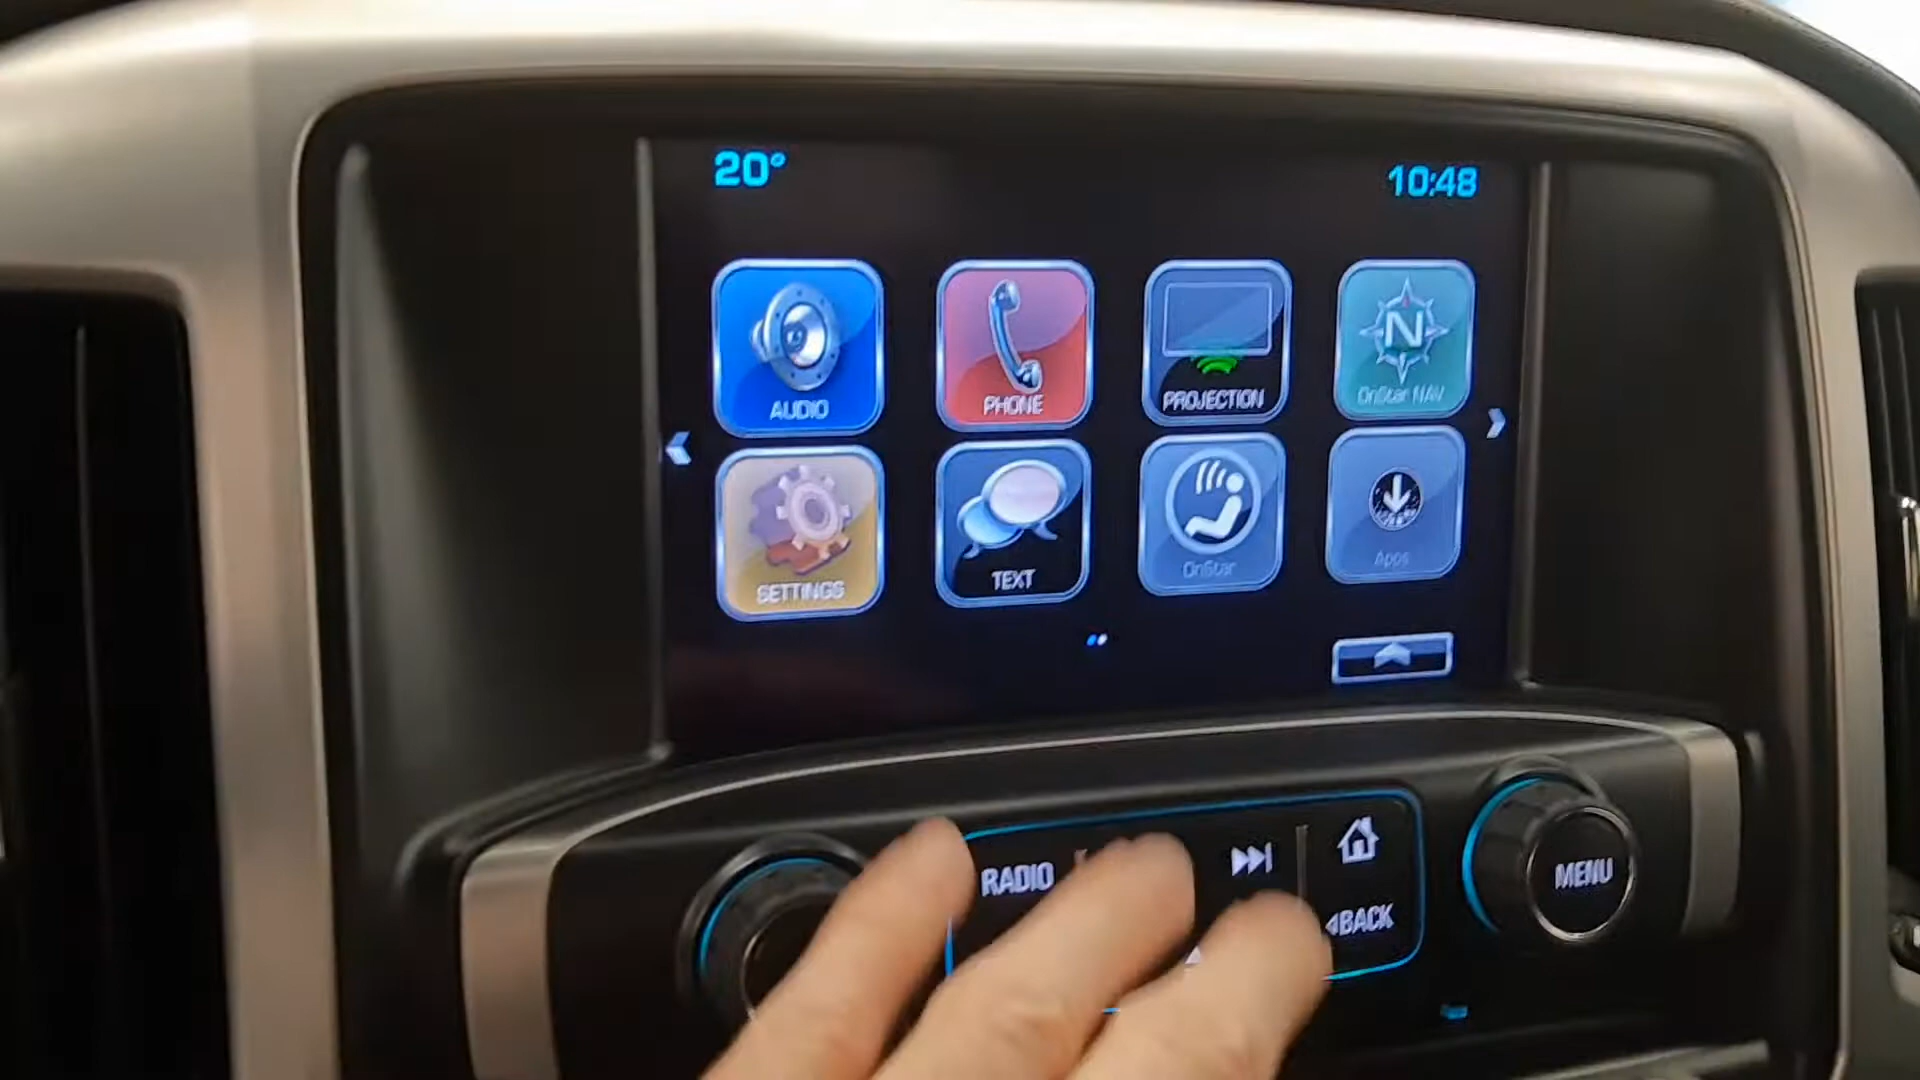 20°
10:48
AUDIO
PHONE
PROJECTION
N
OnStar NAV
SETTINGS
TEXT
OnStar
Apps
RADIO
BACK
MENU